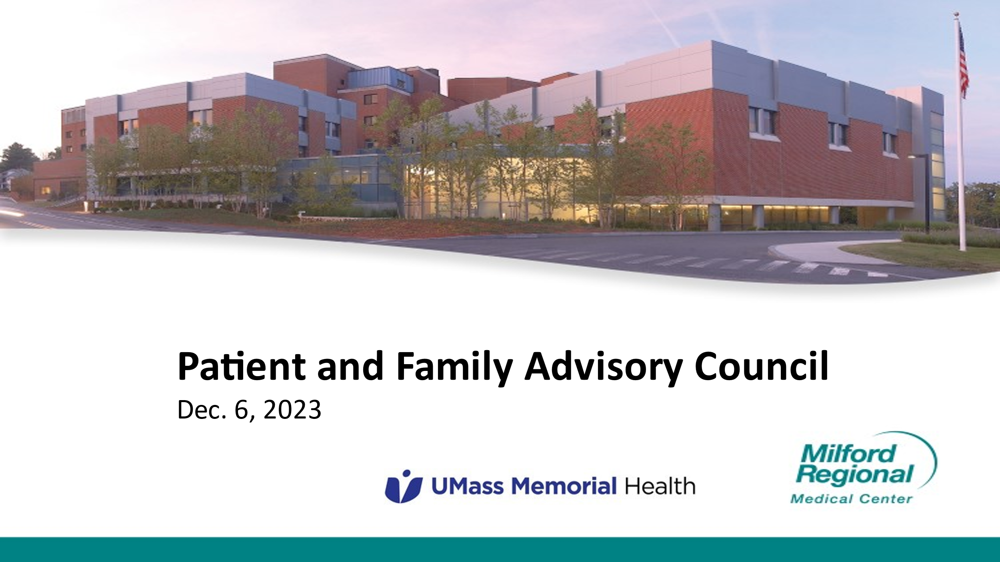 Patient and Family Advisory Council
Dec. 6, 2023
UMass Memorial Health
Milford
Regional
Medical Center